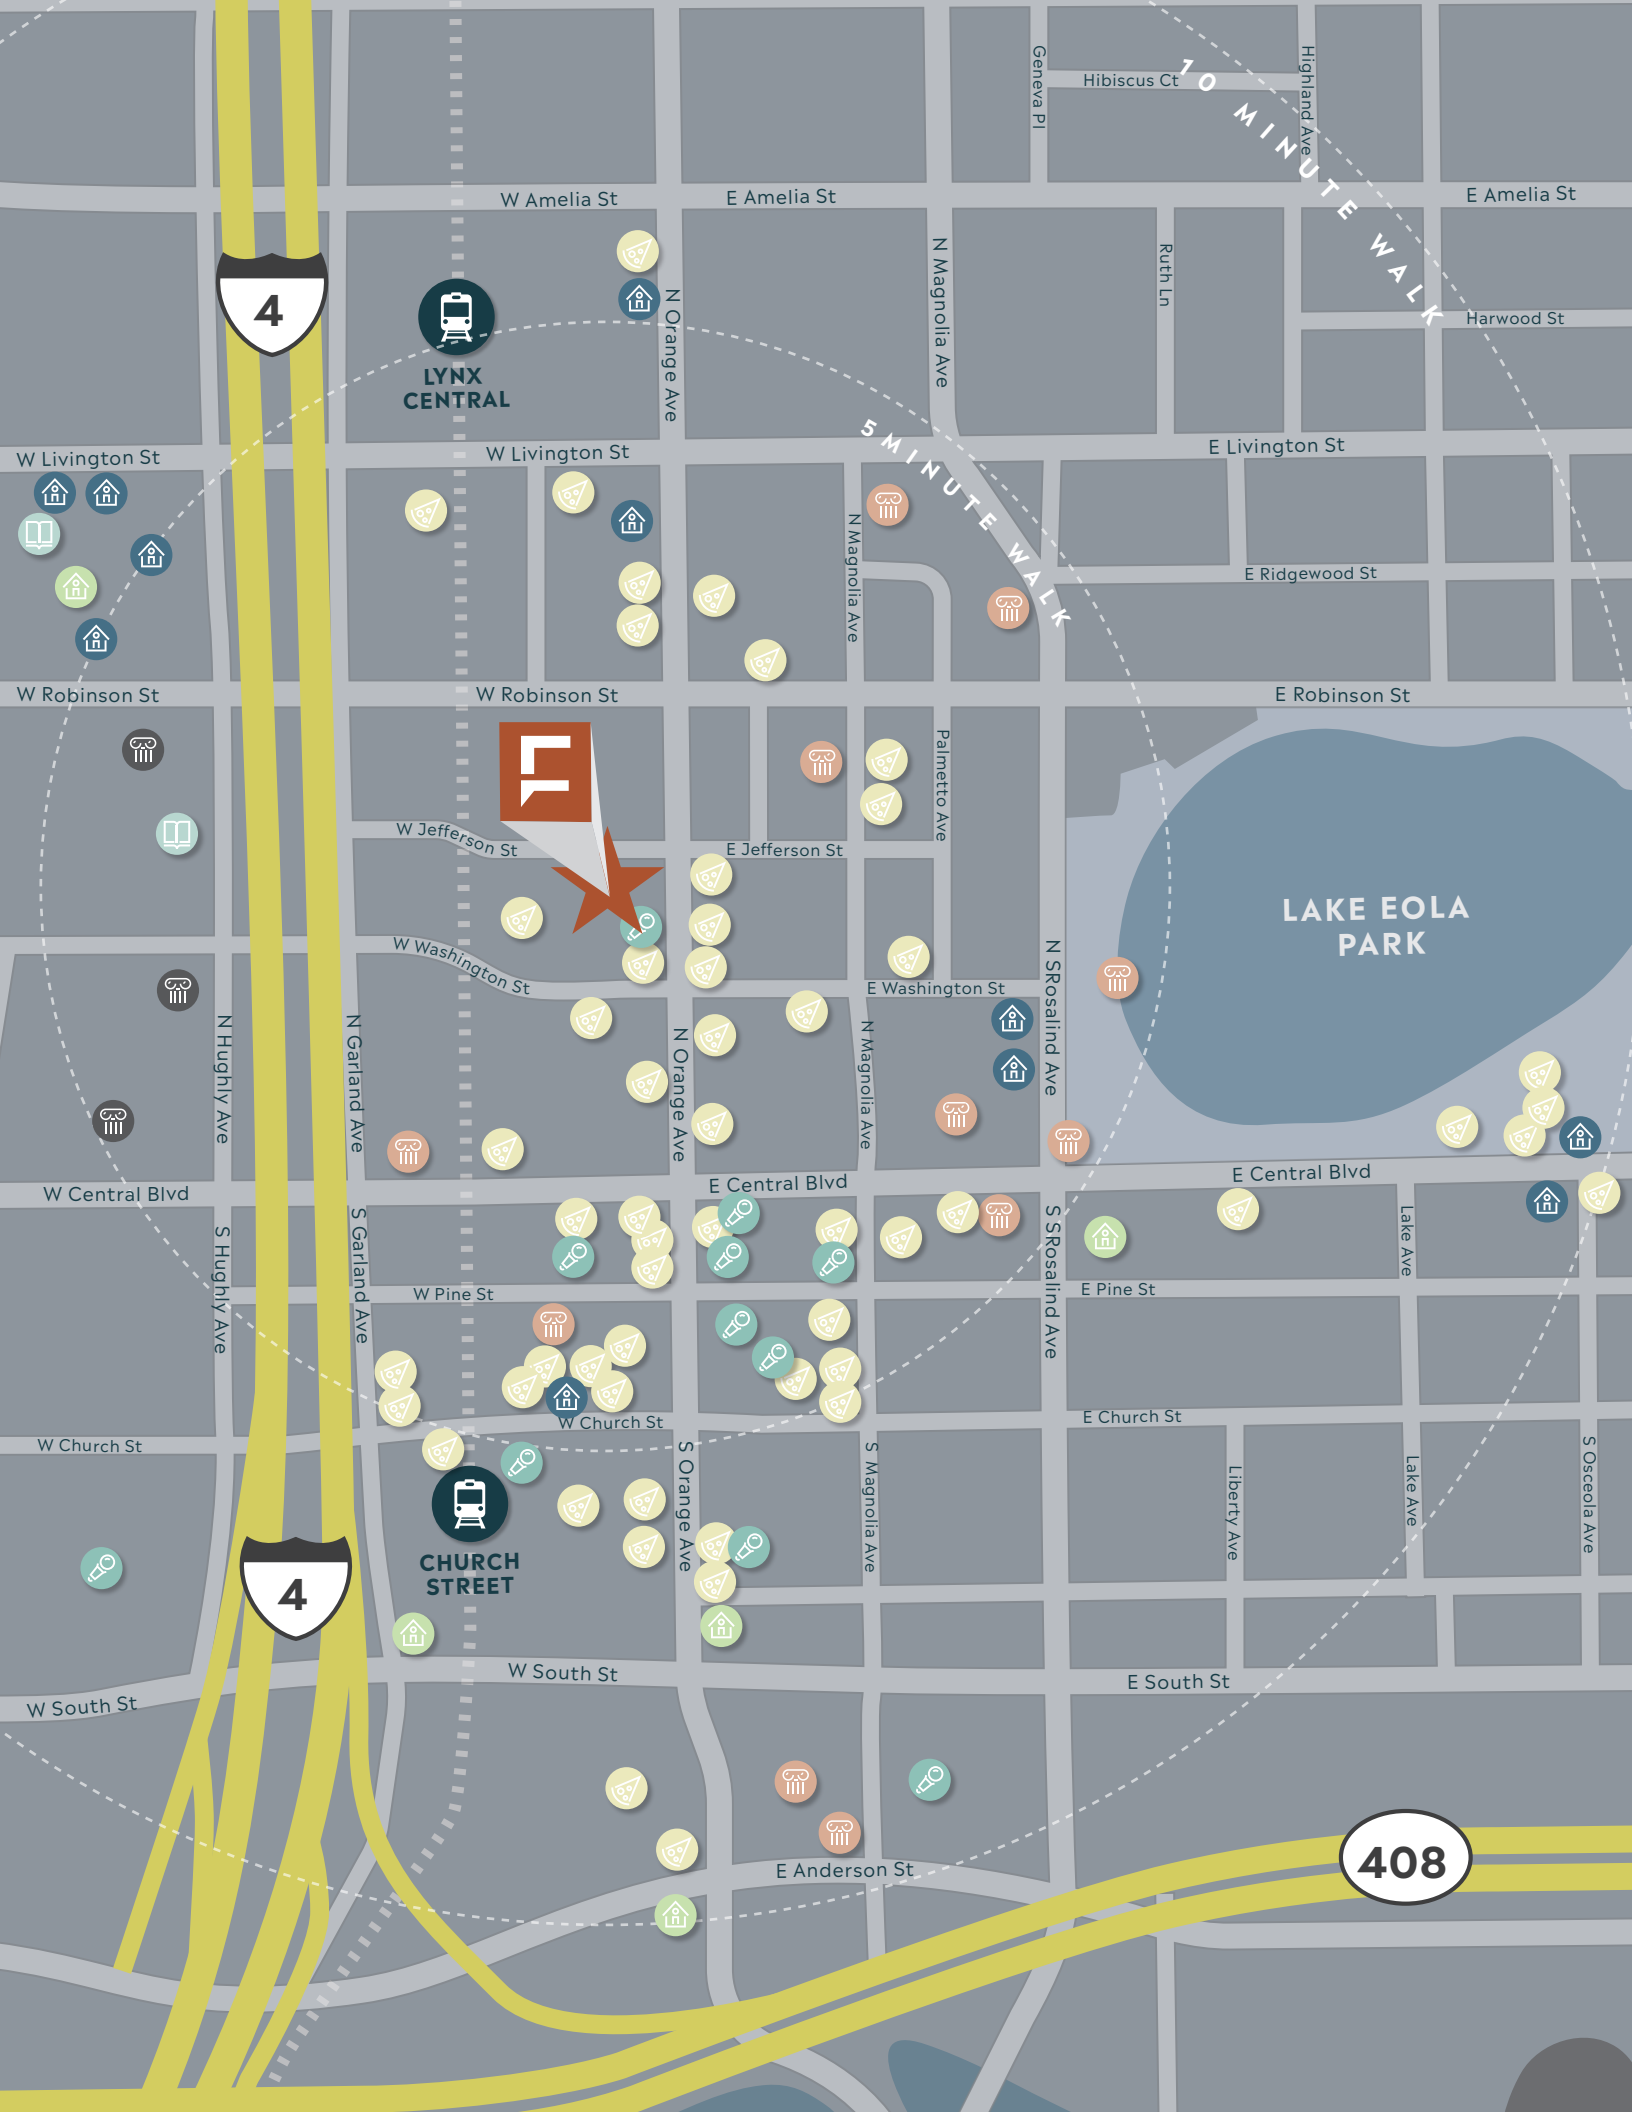 Geneva Pl
Hibiscus Ct
Highland Ave
10 MINUTE WALK
W Amelia St
E Amelia St
E Amelia St
4
LYNX
CENTRAL
N Orange Ave
N Magnolia Ave
Ruth Ln
Harwood St
W Livington St
W Livington St
5 MINUTE WALK
E Livington St
N Magnolia Ave
E Ridgewood St
W Robinson St
W Robinson St
E Robinson St
W Jefferson St
E Jefferson St
Palmetto Ave
LAKE EOLA
PARK
W Washington St
E Washington St
N Hughly Ave
N Garland Ave
N Orange Ave
N Magnolia Ave
N SRosalind Ave
W Central Blvd
E Central Blvd
E Central Blvd
S Hughly Ave
S Garland Ave
S SRosalind Ave
Lake Ave
W Pine St
E Pine St
W Church St
W Church St
E Church St
S Orange Ave
S Magnolia Ave
Liberty Ave
Lake Ave
S Osceola Ave
CHURCH
STREET
4
W South St
W South St
E South St
E Anderson St
408